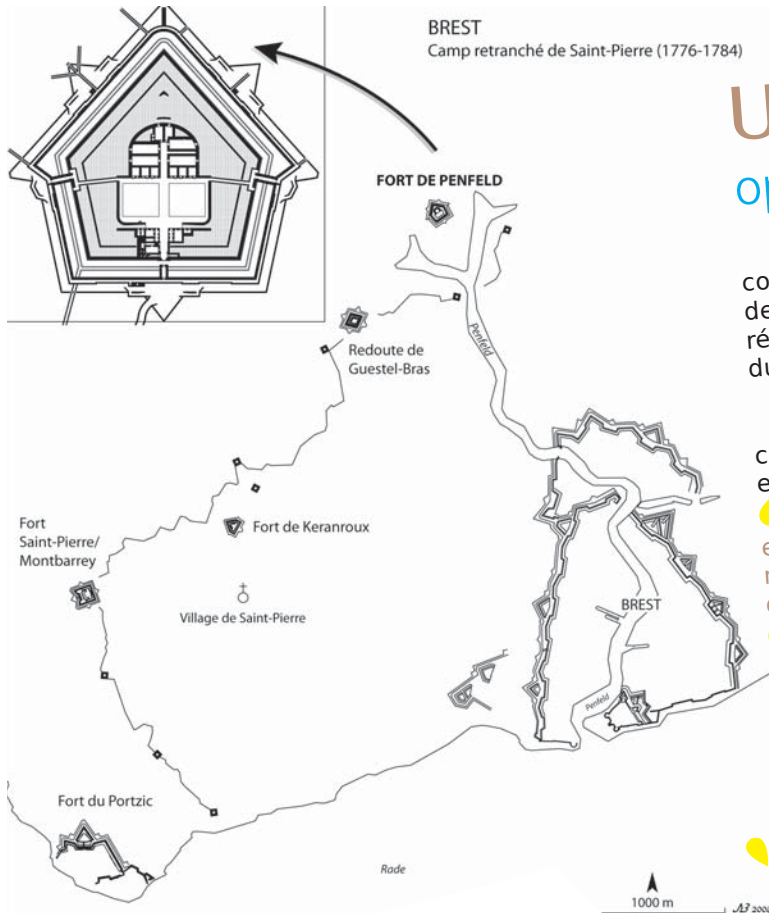 BREST
Camp retranché de Saint-Pierre (1776-1784)
FORT DE PENFELD
Penfeld
Redoute de
Guestel-Bras
Fort
Saint-Pierre/
Montbarrey
Fort de Keranroux
Village de Saint-Pierre
BREST
Penfeld
Fort du Portzic
Rade
1000 m